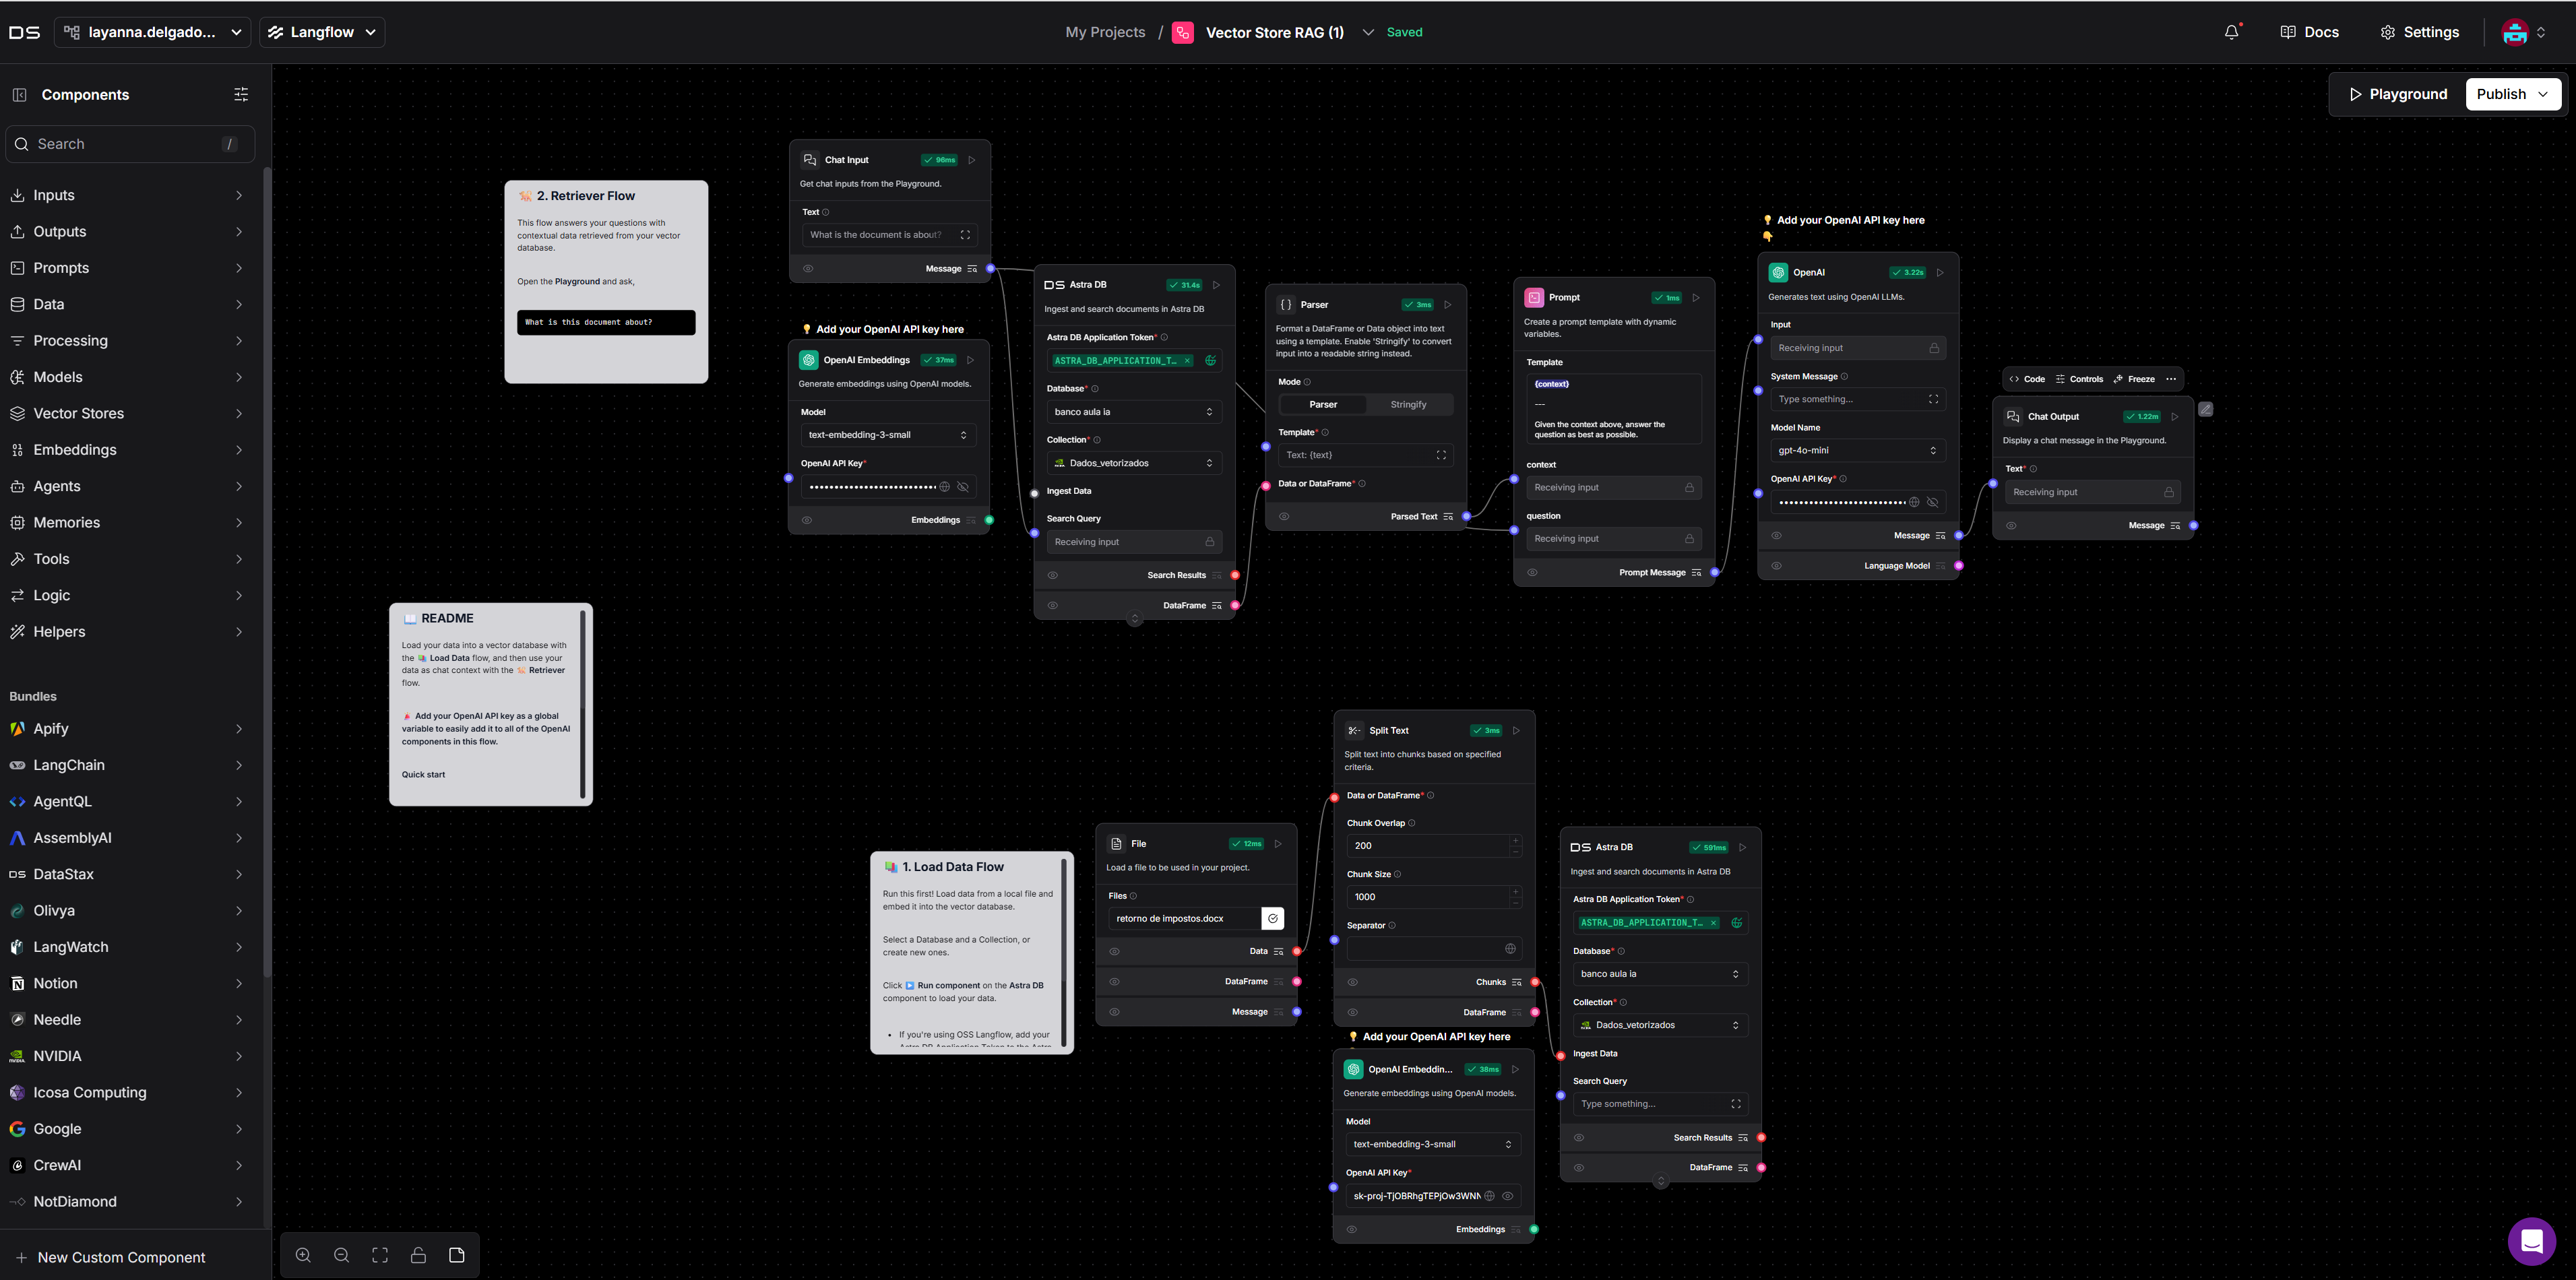 DS
layanna.delgado...
Langflow
My Projects / Vector Store RAG (1)
Saved
Docs
Settings
Components
Search
/
Inputs
Outputs
Prompts
Data
Processing
Models
Vector Stores
Embeddings
Agents
Memories
Tools
Logic
Helpers
Bundles
Apify
LangChain
AgentQL
AssemblyAI
DS DataStax
Olivya
LangWatch
Notion
Needle
NVIDIA
Icosa Computing
Google
CrewAI
NotDiamond
+ New Custom Component
Playground
Publish
2. Retriever Flow
This flow answers your questions with
contextual data retrieved from your vector
database.
Open the Playground and ask,
What is this document about?
README
Load your data into a vector database with
the Load Data flow, and then use your
data as chat context with the Retriever
flow.
Add your OpenAI API key as a global
variable to easily add it to all of the OpenAI
components in this flow.
Quick start
Chat Input
96ms
Get chat inputs from the Playground.
Text
What is the document is about?
Message
Add your OpenAI API key here
OpenAI Embeddings
37ms
Generate embeddings using OpenAI models.
Model
text-embedding-3-small
OpenAI API Key*
Embeddings
DS Astra DB
31.4s
Ingest and search documents in Astra DB
Astra DB Application Token*
ASTRA_DB_APPLICATION_T... ×
Database*
banco aula ia
Collection*
Dados_vetorizados
Ingest Data
Search Query
Receiving input
Search Results
DataFrame
Parser
3ms
Format a DataFrame or Data object into text
using a template. Enable 'Stringify' to convert
input into a readable string instead.
Mode
Parser
Stringify
Template*
Text: {text}
Data or DataFrame*
Parsed Text
Prompt
1ms
Create a prompt template with dynamic
variables.
Template
{context}
---
Given the context above, answer the
question as best as possible.
context
Receiving input
question
Receiving input
Prompt Message
Add your OpenAI API key here
OpenAI
3.22s
Generates text using OpenAI LLMs.
Input
Receiving input
System Message
Type something...
Model Name
gpt-4o-mini
OpenAI API Key*
Message
Language Model
Code
Controls
Freeze
Chat Output
1.22m
Display a chat message in the Playground.
Text*
Receiving input
Message
1. Load Data Flow
Run this first! Load data from a local file and
embed it into the vector database.
Select a Database and a Collection, or
create new ones.
Click Run component on the Astra DB
component to load your data.
• If you're using OSS Langflow, add your
Astra DB Application Token to the Astra
File
12ms
Load a file to be used in your project.
Files
retorno de impostos.docx
Data
DataFrame
Message
Split Text
3ms
Split text into chunks based on specified
criteria.
Data or DataFrame*
Chunk Overlap
200
Chunk Size
1000
Separator
Chunks
DataFrame
Add your OpenAI API key here
OpenAI Embeddin...
38ms
Generate embeddings using OpenAI models.
Model
text-embedding-3-small
OpenAI API Key*
sk-proj-TjOBRhgTEPjOw3WNN
Embeddings
DS Astra DB
591ms
Ingest and search documents in Astra DB
Astra DB Application Token*
ASTRA_DB_APPLICATION_T... ×
Database*
banco aula ia
Collection*
Dados_vetorizados
Ingest Data
Search Query
Type something...
Search Results
DataFrame